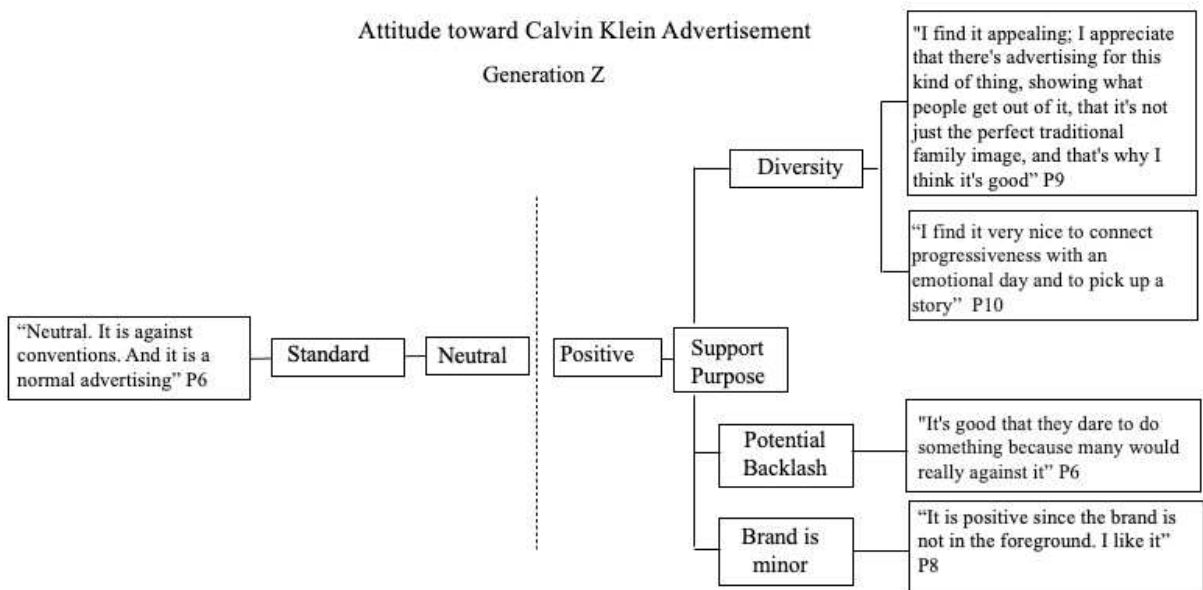 Attitude toward Calvin Klein Advertisement
Generation Z
"I find it appealing; I appreciate
that there's advertising for this
kind of thing, showing what
people get out of it, that it's not
just the perfect traditional
family image, and that's why I
think it's good” P9
Diversity
“I find it very nice to connect
progressiveness with an
emotional day and to pick up a
story” P10
“Neutral. It is against
conventions. And it is a
normal advertising” P6
Standard
Neutral
Positive
Support
Purpose
Potential
Backlash
"It's good that they dare to do
something because many would
really against it” P6
Brand is
minor
“It is positive since the brand is
not in the foreground. I like it”
P8